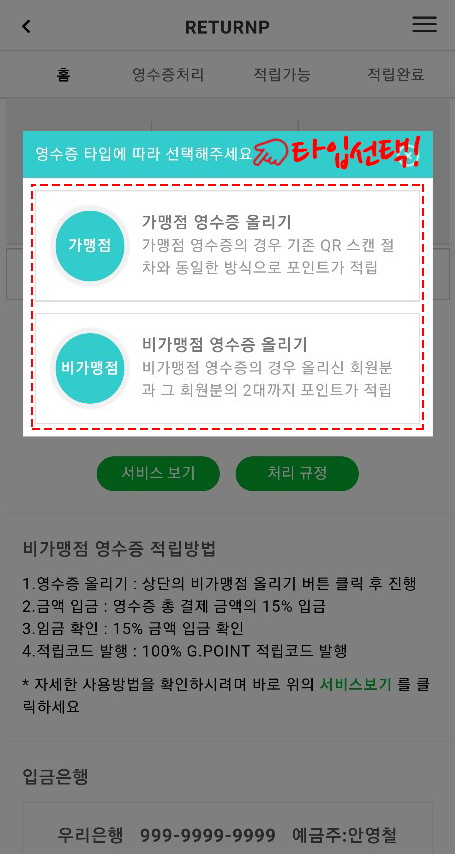 RETURNP
홈 영수증처리 적립가능 적립완료
영수증 타입에 따라 선택해주세요 타입선택!
가맹점 영수증 올리기
가맹점
가맹점 영수증의 경우 기존 QR 스캔 절
차와 동일한 방식으로 포인트가 적립
비가맹점 영수증 올리기
비가맹점
비가맹점 영수증의 경우 올리신 회원분
과 그 회원분의 2대까지 포인트가 적립
서비스 보기 처리 규정
비가맹점 영수증 적립방법
1.영수증 올리기 : 상단의 비가맹점 올리기 버튼 클릭 후 진행
2.금액 입금 : 영수증 총 결제 금액의 15% 입금
3.입금 확인 : 15% 금액 입금 확인
4.적립코드 발행 : 100% G.POINT 적립코드 발행
* 자세한 사용방법을 확인하시려며 바로 위의 서비스보기 를 클
릭하세요
입금은행
우리은행 999-9999-9999 예금주:안영철